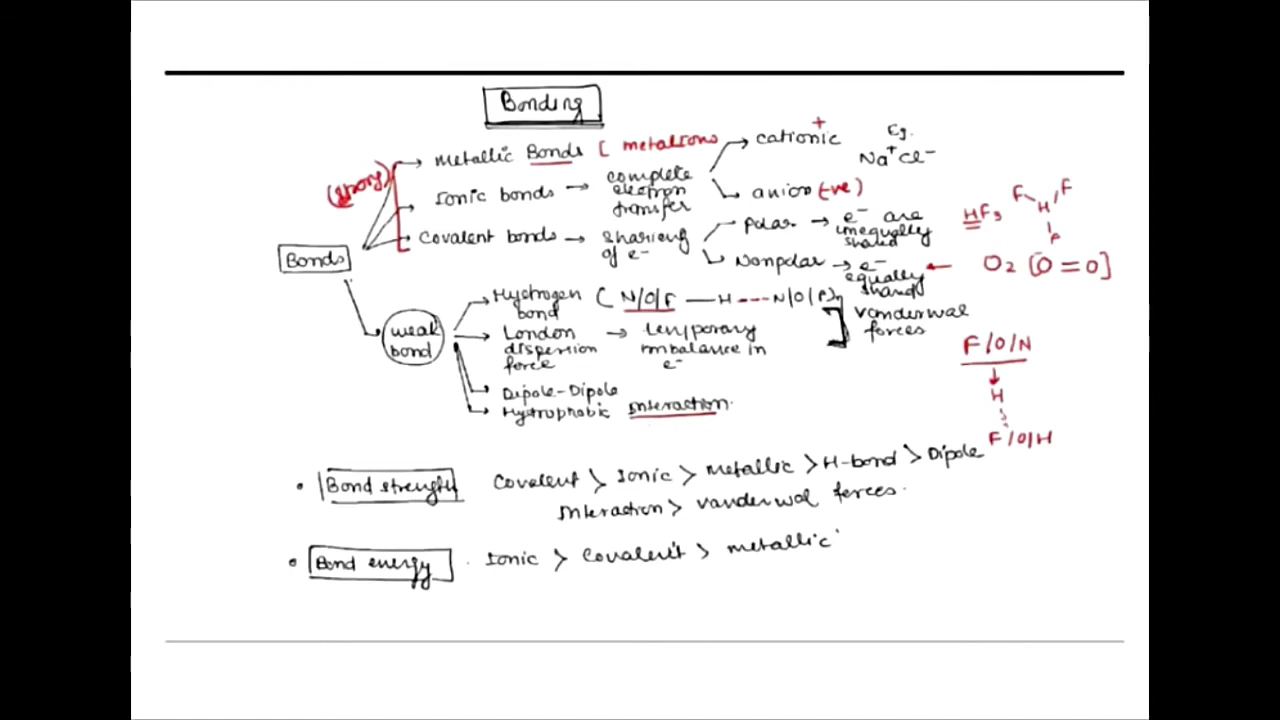 Bonding
(strong)
Metallic Bonds [ metal ions
Ionic bonds → complete electron transfer
cationic +
anion (-ve)
Eg.
Na+ Cl-
Covalent bonds → sharing of e-
polar → e- are unequally shared
Nonpolar → e- equally shared
HF3
F F
H
F
O2 [O = O]
Bonds
weak bond
Hydrogen bond ( N/O/F — H --- N/O/F)
London dispersion force → temporary imbalance in e-
vanderwal forces
Dipole-Dipole
Hydrophobic Interaction.
F/O/N
H
F/O/H
• Bond strength Covalent > Ionic > Metallic > H-bond > Dipole
Interaction > vanderwal forces.
• Bond energy Ionic > Covalent > metallic